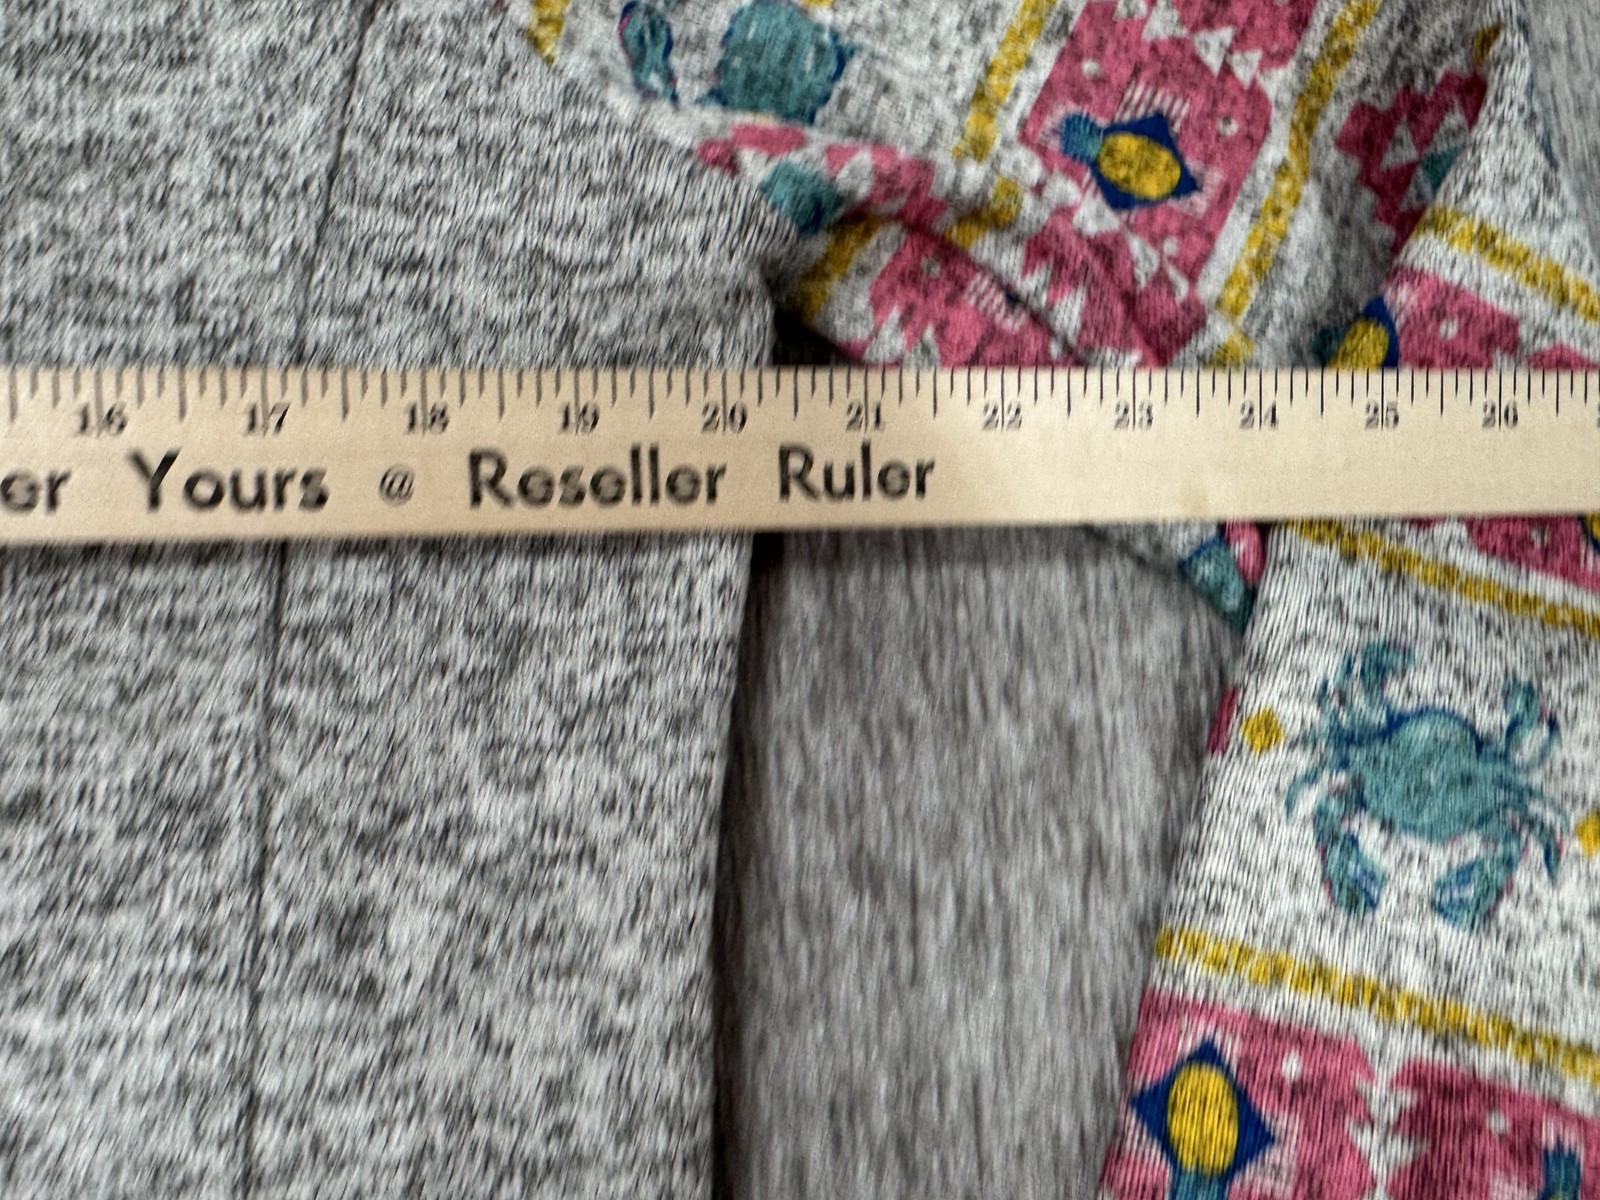 16 17 18 19 20 21 22 23 24 25 26
er Yours @ Reseller Ruler